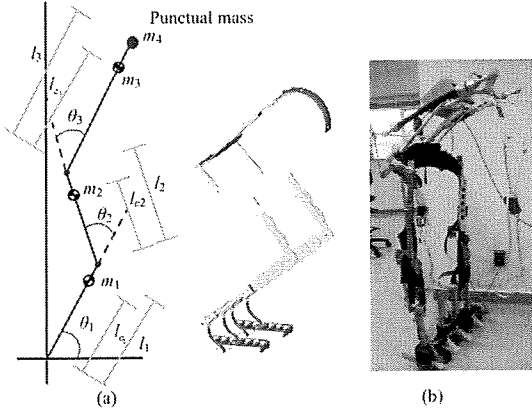 Punctual mass
m4
m3
l3
lc3
θ3
m2
l2
lc2
θ2
m1
θ1
lc1
l1
(a)
(b)